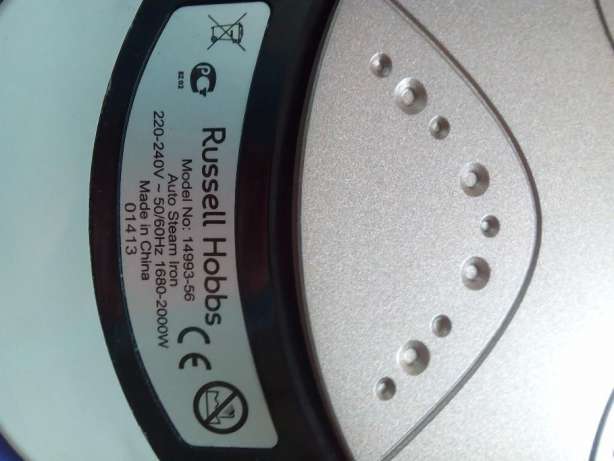 Russell Hobbs
Model No: 14993-56
Auto Steam Iron
220-240V ~ 50/60Hz 1680-2000W
Made in China
01413
CE